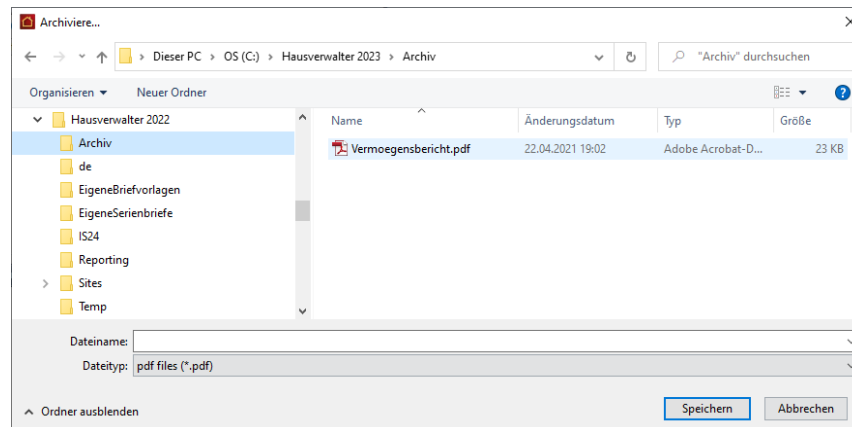 Archiviere...
Dieser PC > OS (C:) > Hausverwalter 2023 > Archiv
"Archiv" durchsuchen
Organisieren
Neuer Ordner
?
Hausverwalter 2022
Archiv
de
EigeneBriefvorlagen
EigeneSerienbriefe
IS24
Reporting
Sites
Temp
Name Änderungsdatum Typ Größe
Vermoegensbericht.pdf 22.04.2021 19:02 Adobe Acrobat-D... 23 KB
Dateiname:
Dateityp: pdf files (*.pdf)
Ordner ausblenden
Speichern
Abbrechen